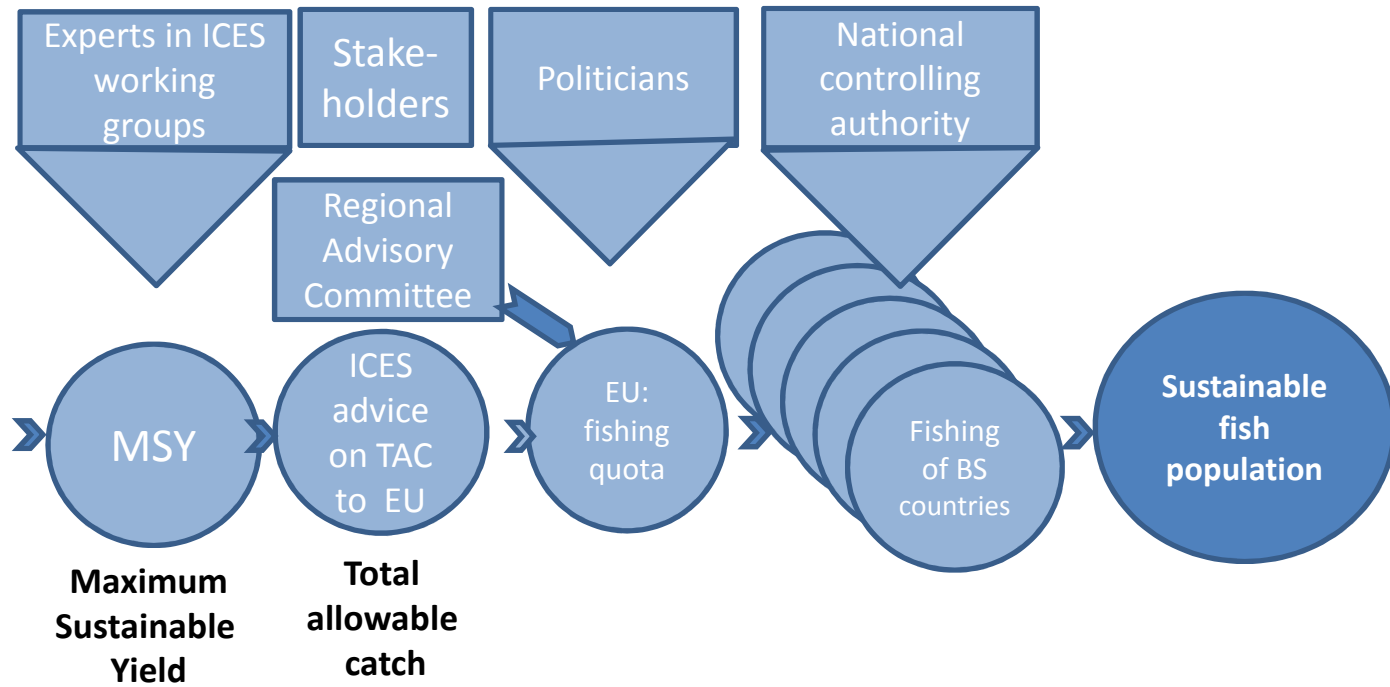 Experts in ICES
working
groups
Stake-
holders
Politicians
National
controlling
authority
Regional
Advisory
Committee
MSY
ICES
advice
on TAC
to EU
EU:
fishing
quota
Fishing
of BS
countries
Sustainable
fish
population
Maximum
Sustainable
Yield
Total
allowable
catch